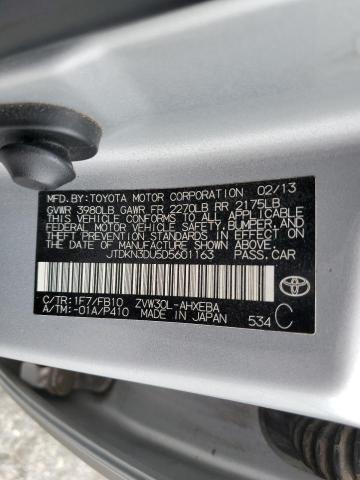 MFD. BY: TOYOTA MOTOR CORPORATION 02/13
GVWR 3980LB GAWR FR 2270LB RR 2175LB
THIS VEHICLE CONFORMS TO ALL APPLICABLE
FEDERAL MOTOR VEHICLE SAFETY, BUMPER, AND
THEFT PREVENTION STANDARDS IN EFFECT ON
THE DATE OF MANUFACTURE SHOWN ABOVE.
JTDKN3DU5D5601163 PASS.CAR
C/TR:1F7/FB10 ZVW30L-AHXEBA
A/TM:-01A/P410 MADE IN JAPAN 534 C
TOYOTA